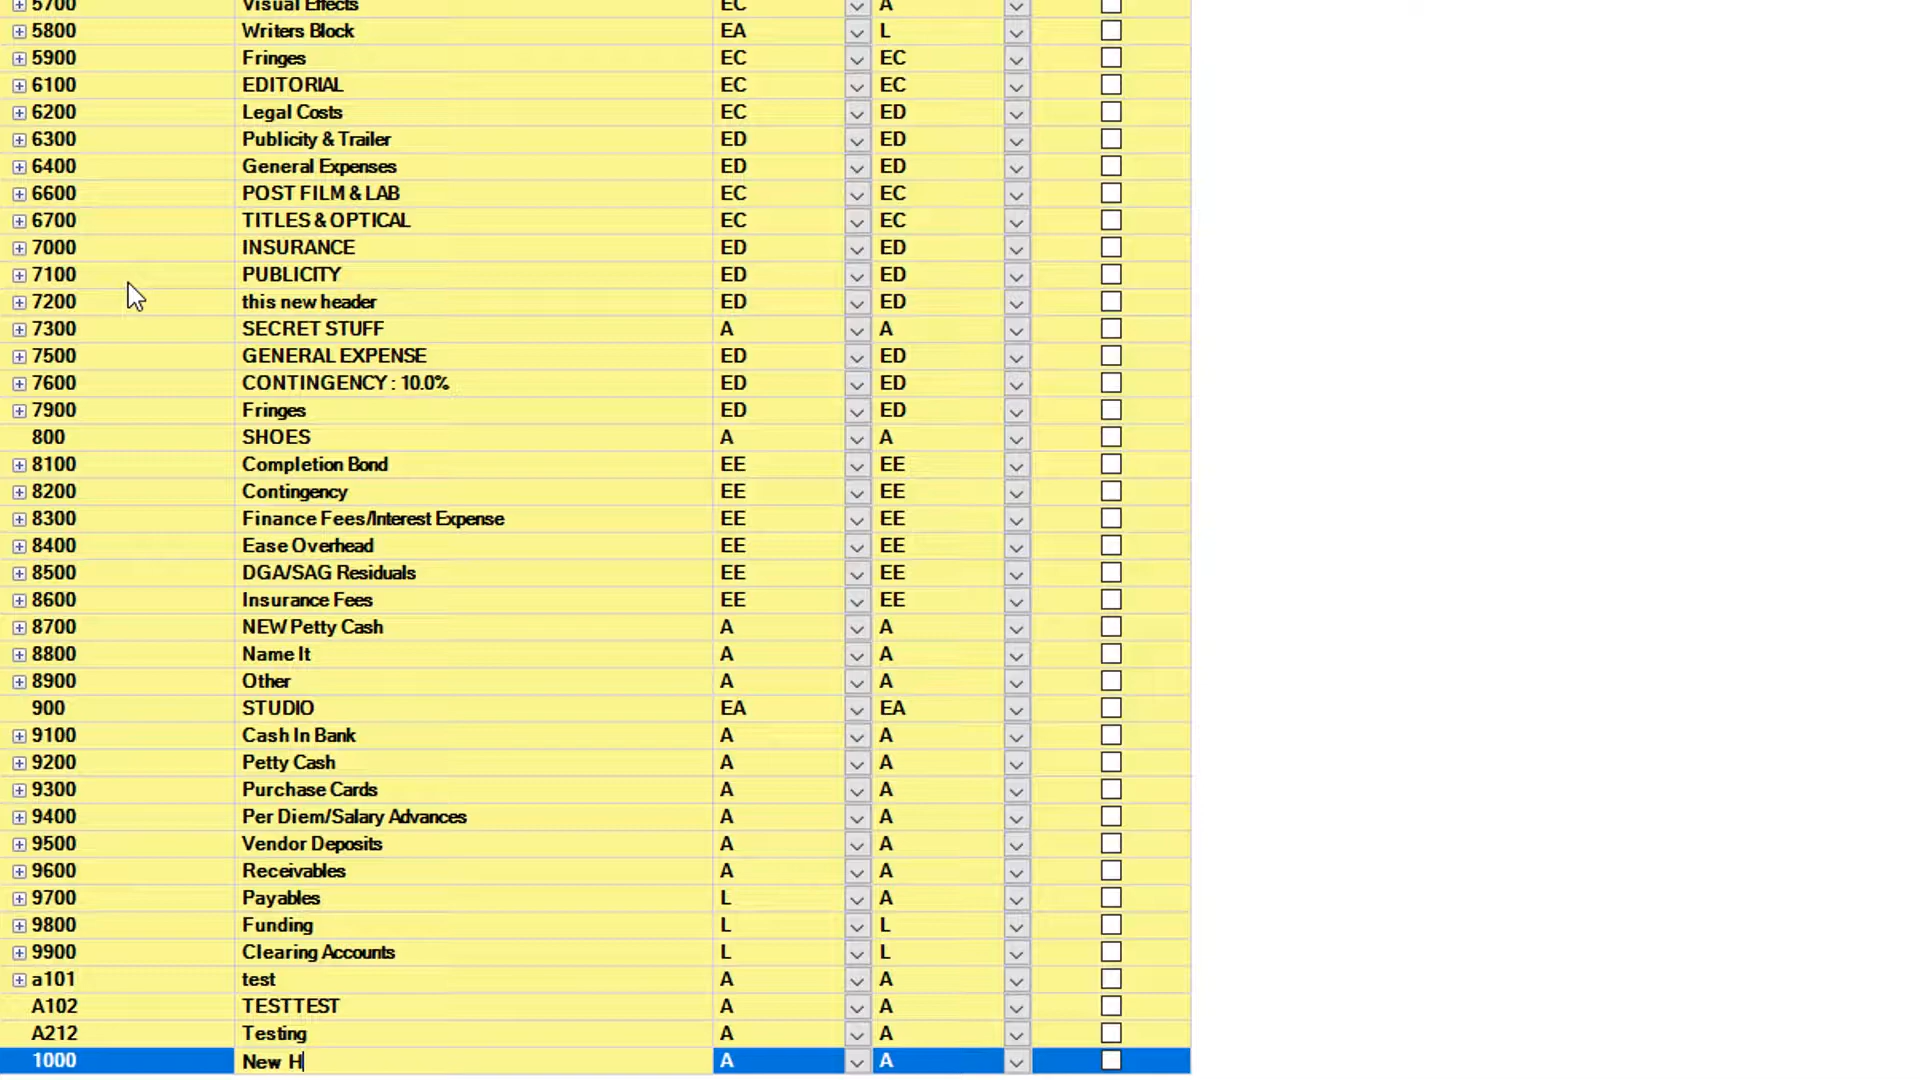 5700 Visual Effects EC A
5800 Writers Block EA L
5900 Fringes EC EC
6100 EDITORIAL EC EC
6200 Legal Costs EC ED
6300 Publicity & Trailer ED ED
6400 General Expenses ED ED
6600 POST FILM & LAB EC EC
6700 TITLES & OPTICAL EC EC
7000 INSURANCE ED ED
7100 PUBLICITY ED ED
7200 this new header ED ED
7300 SECRET STUFF A A
7500 GENERAL EXPENSE ED ED
7600 CONTINGENCY : 10.0% ED ED
7900 Fringes ED ED
800 SHOES A A
8100 Completion Bond EE EE
8200 Contingency EE EE
8300 Finance Fees/Interest Expense EE EE
8400 Ease Overhead EE EE
8500 DGA/SAG Residuals EE EE
8600 Insurance Fees EE EE
8700 NEW Petty Cash A A
8800 Name It A A
8900 Other A A
900 STUDIO EA EA
9100 Cash In Bank A A
9200 Petty Cash A A
9300 Purchase Cards A A
9400 Per Diem/Salary Advances A A
9500 Vendor Deposits A A
9600 Receivables A A
9700 Payables L A
9800 Funding L L
9900 Clearing Accounts L L
a101 test A A
A102 TESTTEST A A
A212 Testing A A
1000 New H A A